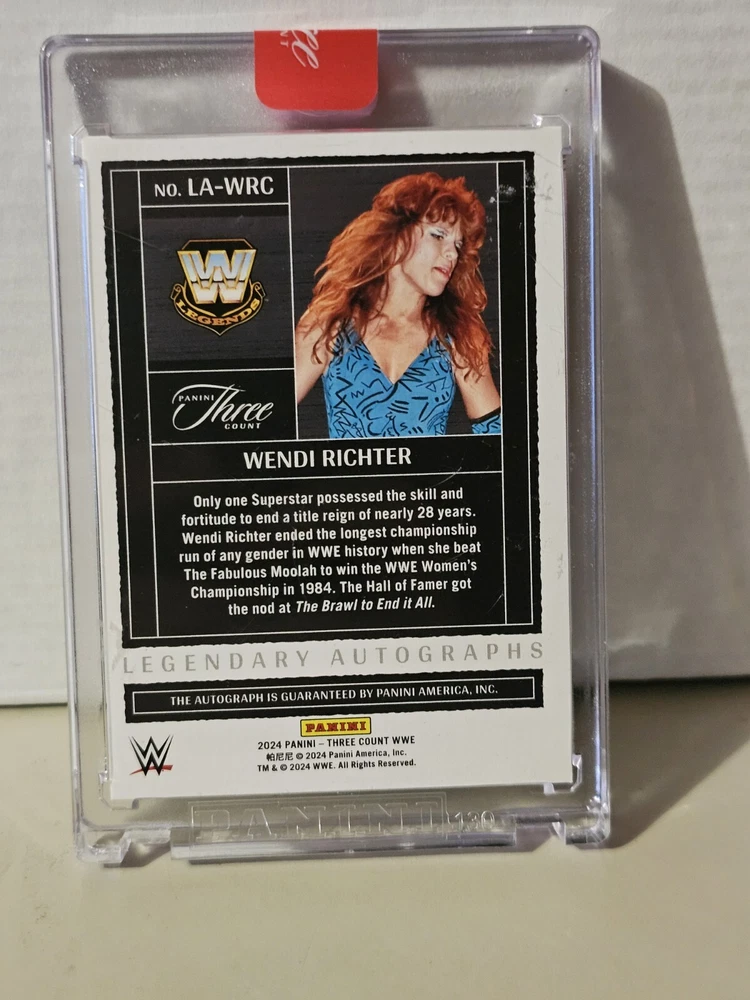 NO. LA-WRC
W
LEGENDS
PANINI
Three
COUNT
WENDI RICHTER
Only one Superstar possessed the skill and
fortitude to end a title reign of nearly 28 years.
Wendi Richter ended the longest championship
run of any gender in WWE history when she beat
The Fabulous Moolah to win the WWE Women's
Championship in 1984. The Hall of Famer got
the nod at The Brawl to End it All.
LEGENDARY AUTOGRAPHS
THE AUTOGRAPH IS GUARANTEED BY PANINI AMERICA, INC.
PANINI
2024 PANINI – THREE COUNT WWE
帕尼尼 © 2024 Panini America, Inc.
TM & © 2024 WWE. All Rights Reserved.
W
PANINI 130